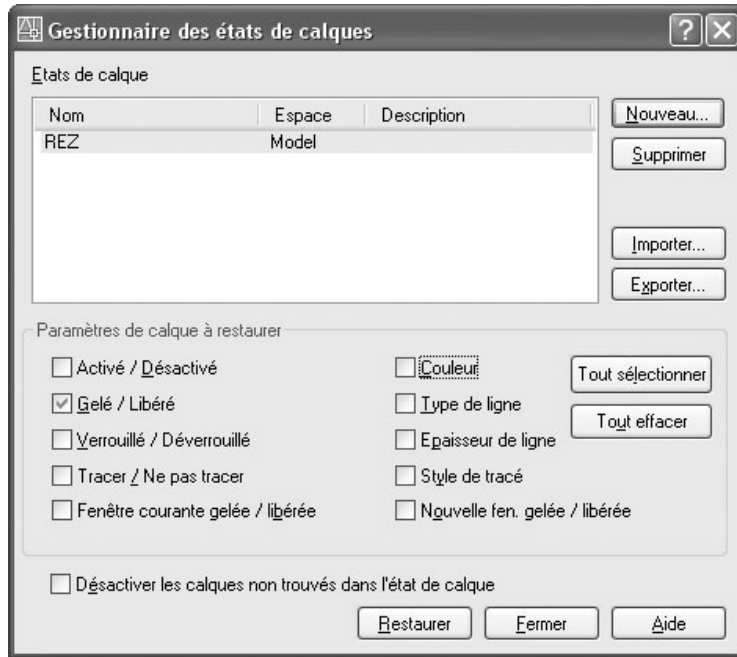 Gestionnaire des états de calques
Etats de calque
Nom Espace Description
REZ Model
Nouveau...
Supprimer
Importer...
Exporter...
Paramètres de calque à restaurer
Activé / Désactivé
Couleur
Tout sélectionner
Gelé / Libéré
Type de ligne
Tout effacer
Verrouillé / Déverrouillé
Epaisseur de ligne
Tracer / Ne pas tracer
Style de tracé
Fenêtre courante gelée / libérée
Nouvelle fen. gelée / libérée
Désactiver les calques non trouvés dans l'état de calque
Restaurer Fermer Aide